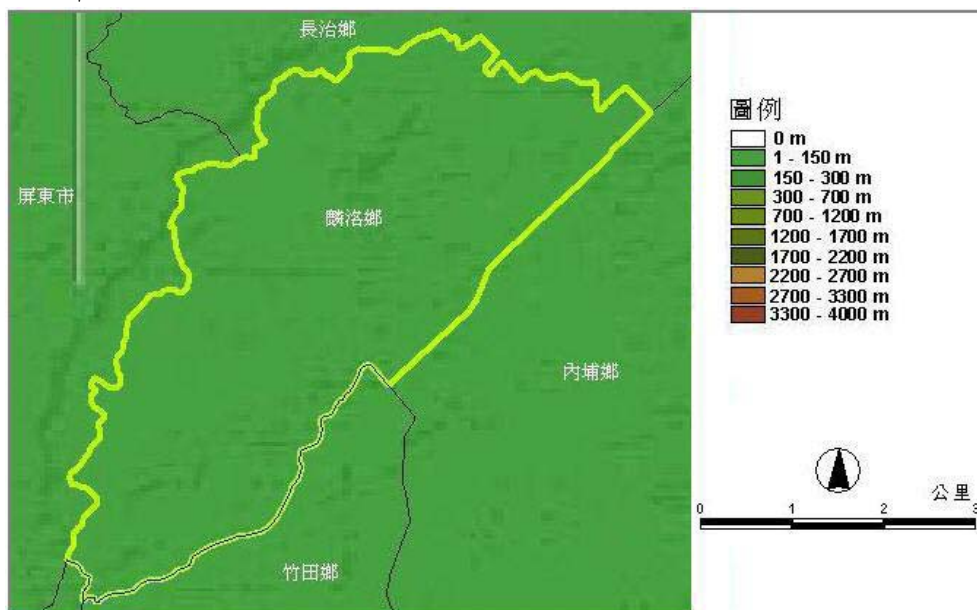 長治鄉
屏東市
麟洛鄉
內埔鄉
竹田鄉
圖例
0 m
1 - 150 m
150 - 300 m
300 - 700 m
700 - 1200 m
1200 - 1700 m
1700 - 2200 m
2200 - 2700 m
2700 - 3300 m
3300 - 4000 m
公里
0 1 2 3